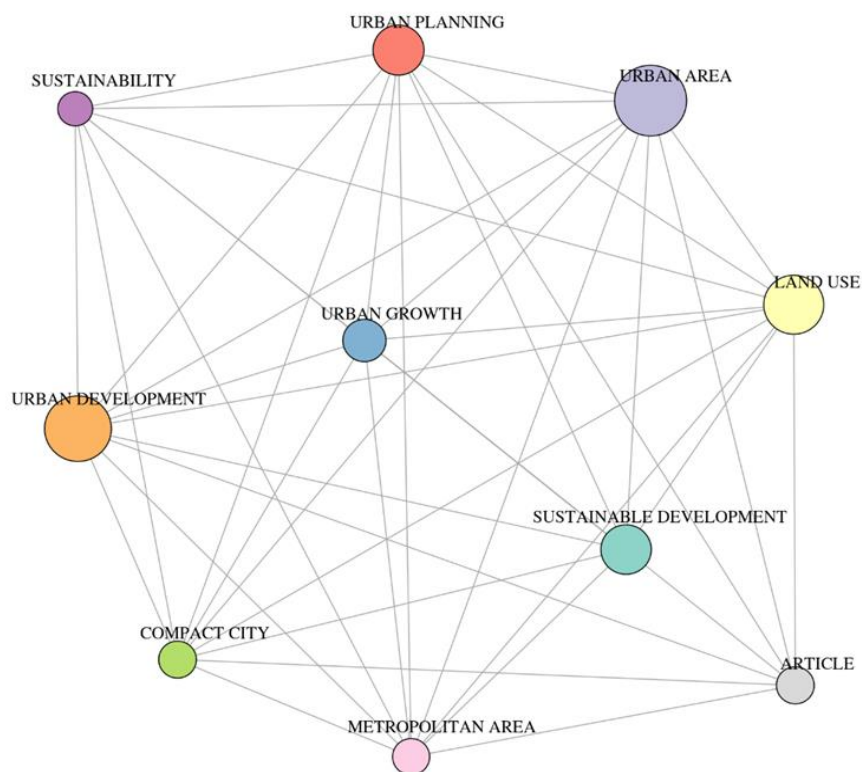 URBAN PLANNING
URBAN AREA
SUSTAINABILITY
LAND USE
URBAN GROWTH
URBAN DEVELOPMENT
SUSTAINABLE DEVELOPMENT
COMPACT CITY
ARTICLE
METROPOLITAN AREA